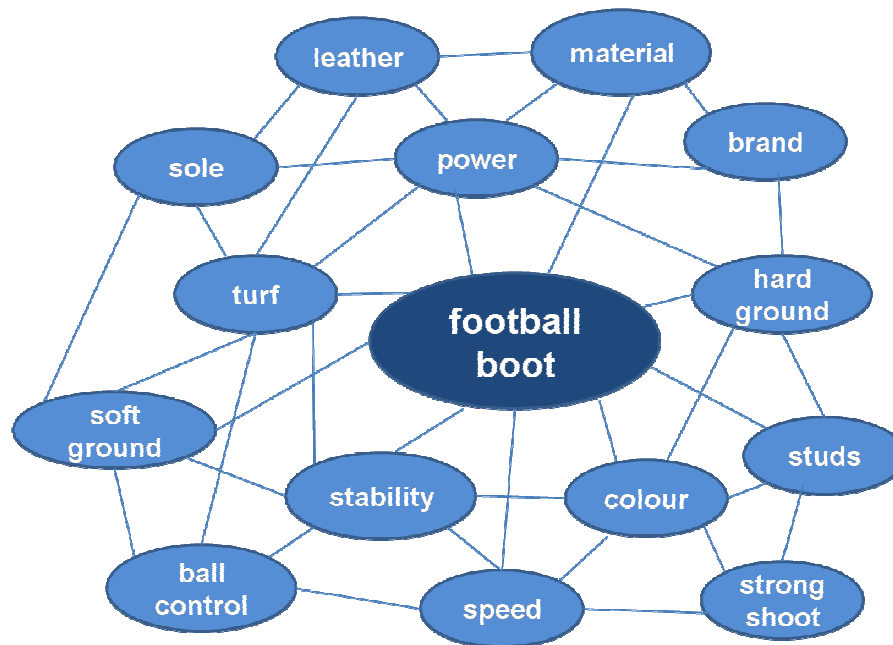 leather
material
sole
power
brand
turf
hard
ground
football
boot
soft
ground
stability
colour
studs
ball
control
speed
strong
shoot